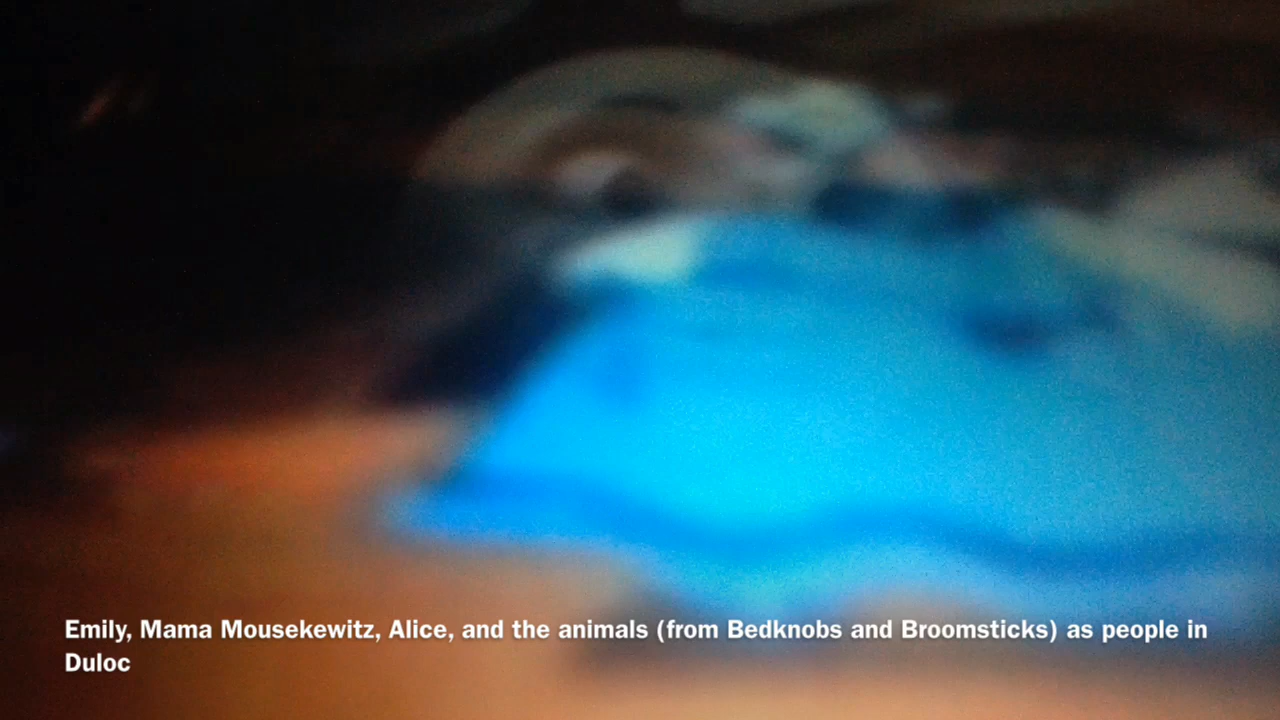 Emily, Mama Mousekewitz, Alice, and the animals (from Bedknobs and Broomsticks) as people in
Duloc